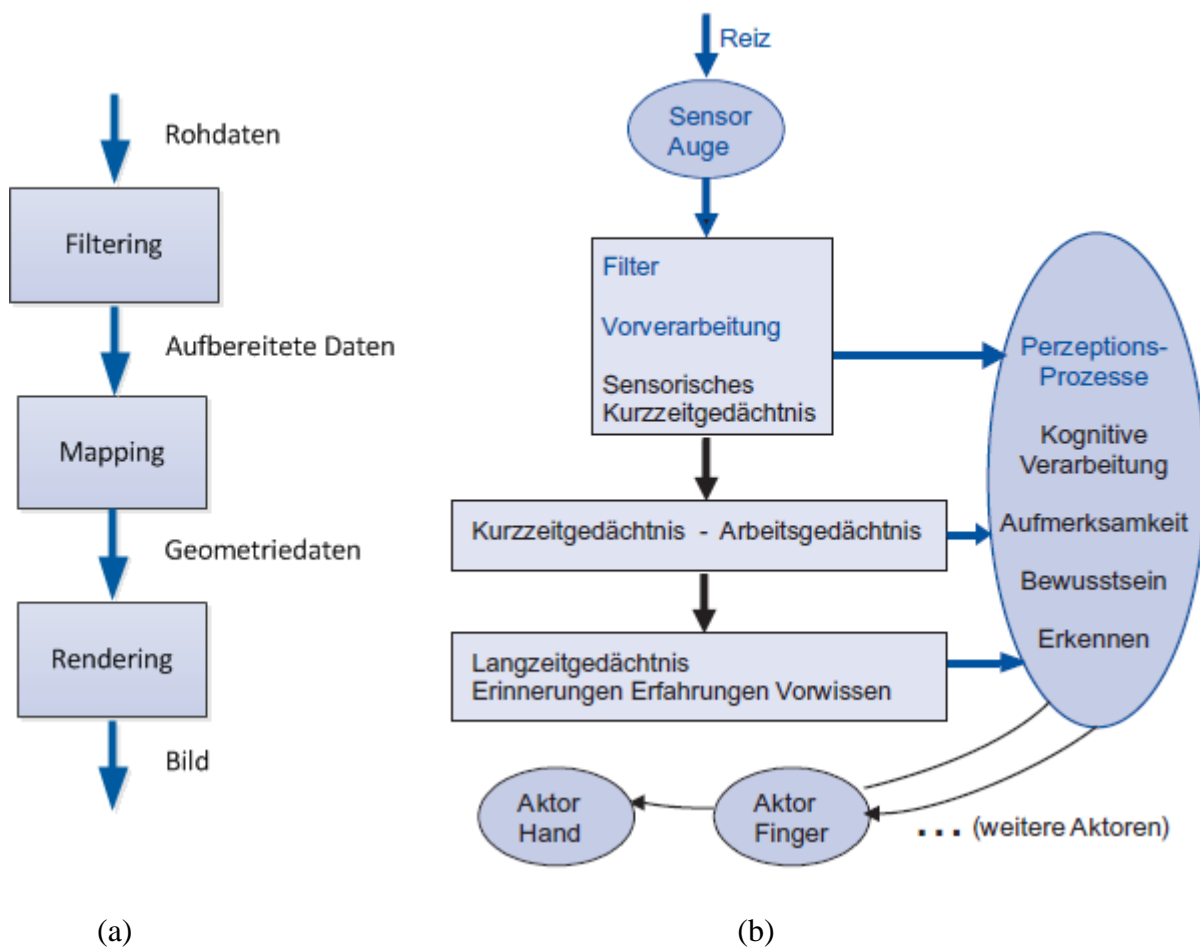 Rohdaten
Filtering
Aufbereitete Daten
Mapping
Geometriedaten
Rendering
Bild
(a)
Reiz
Sensor
Auge
Filter
Vorverarbeitung
Sensorisches
Kurzzeitgedächtnis
Kurzzeitgedächtnis - Arbeitsgedächtnis
Langzeitgedächtnis
Erinnerungen Erfahrungen Vorwissen
Perzeptions-
Prozesse
Kognitive
Verarbeitung
Aufmerksamkeit
Bewusstsein
Erkennen
Aktor
Hand
Aktor
Finger
... (weitere Aktoren)
(b)